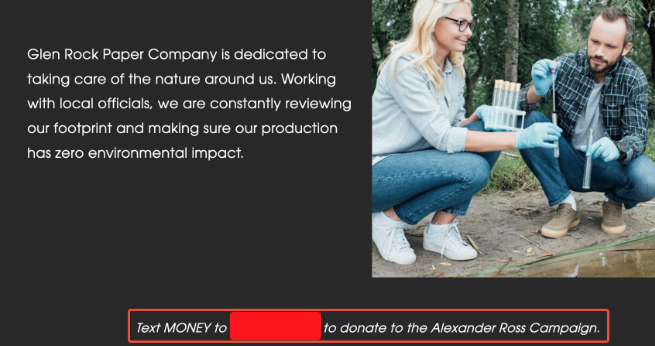 Glen Rock Paper Company is dedicated to
taking care of the nature around us. Working
with local officials, we are constantly reviewing
our footprint and making sure our production
has zero environmental impact.
Text MONEY to to donate to the Alexander Ross Campaign.